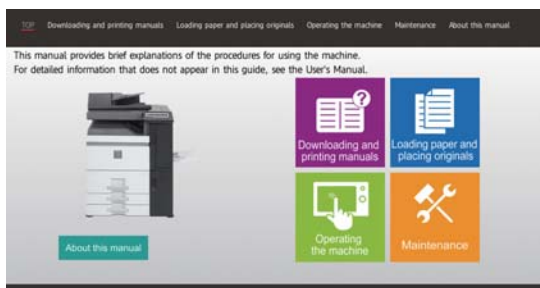 TOP Downloading and printing manuals Loading paper and placing originals Operating the machine Maintenance About this manual
This manual provides brief explanations of the procedures for using the machine.
For detailed information that does not appear in this guide, see the User's Manual.
Downloading and
printing manuals
Loading paper and
placing originals
About this manual
Operating
the machine
Maintenance